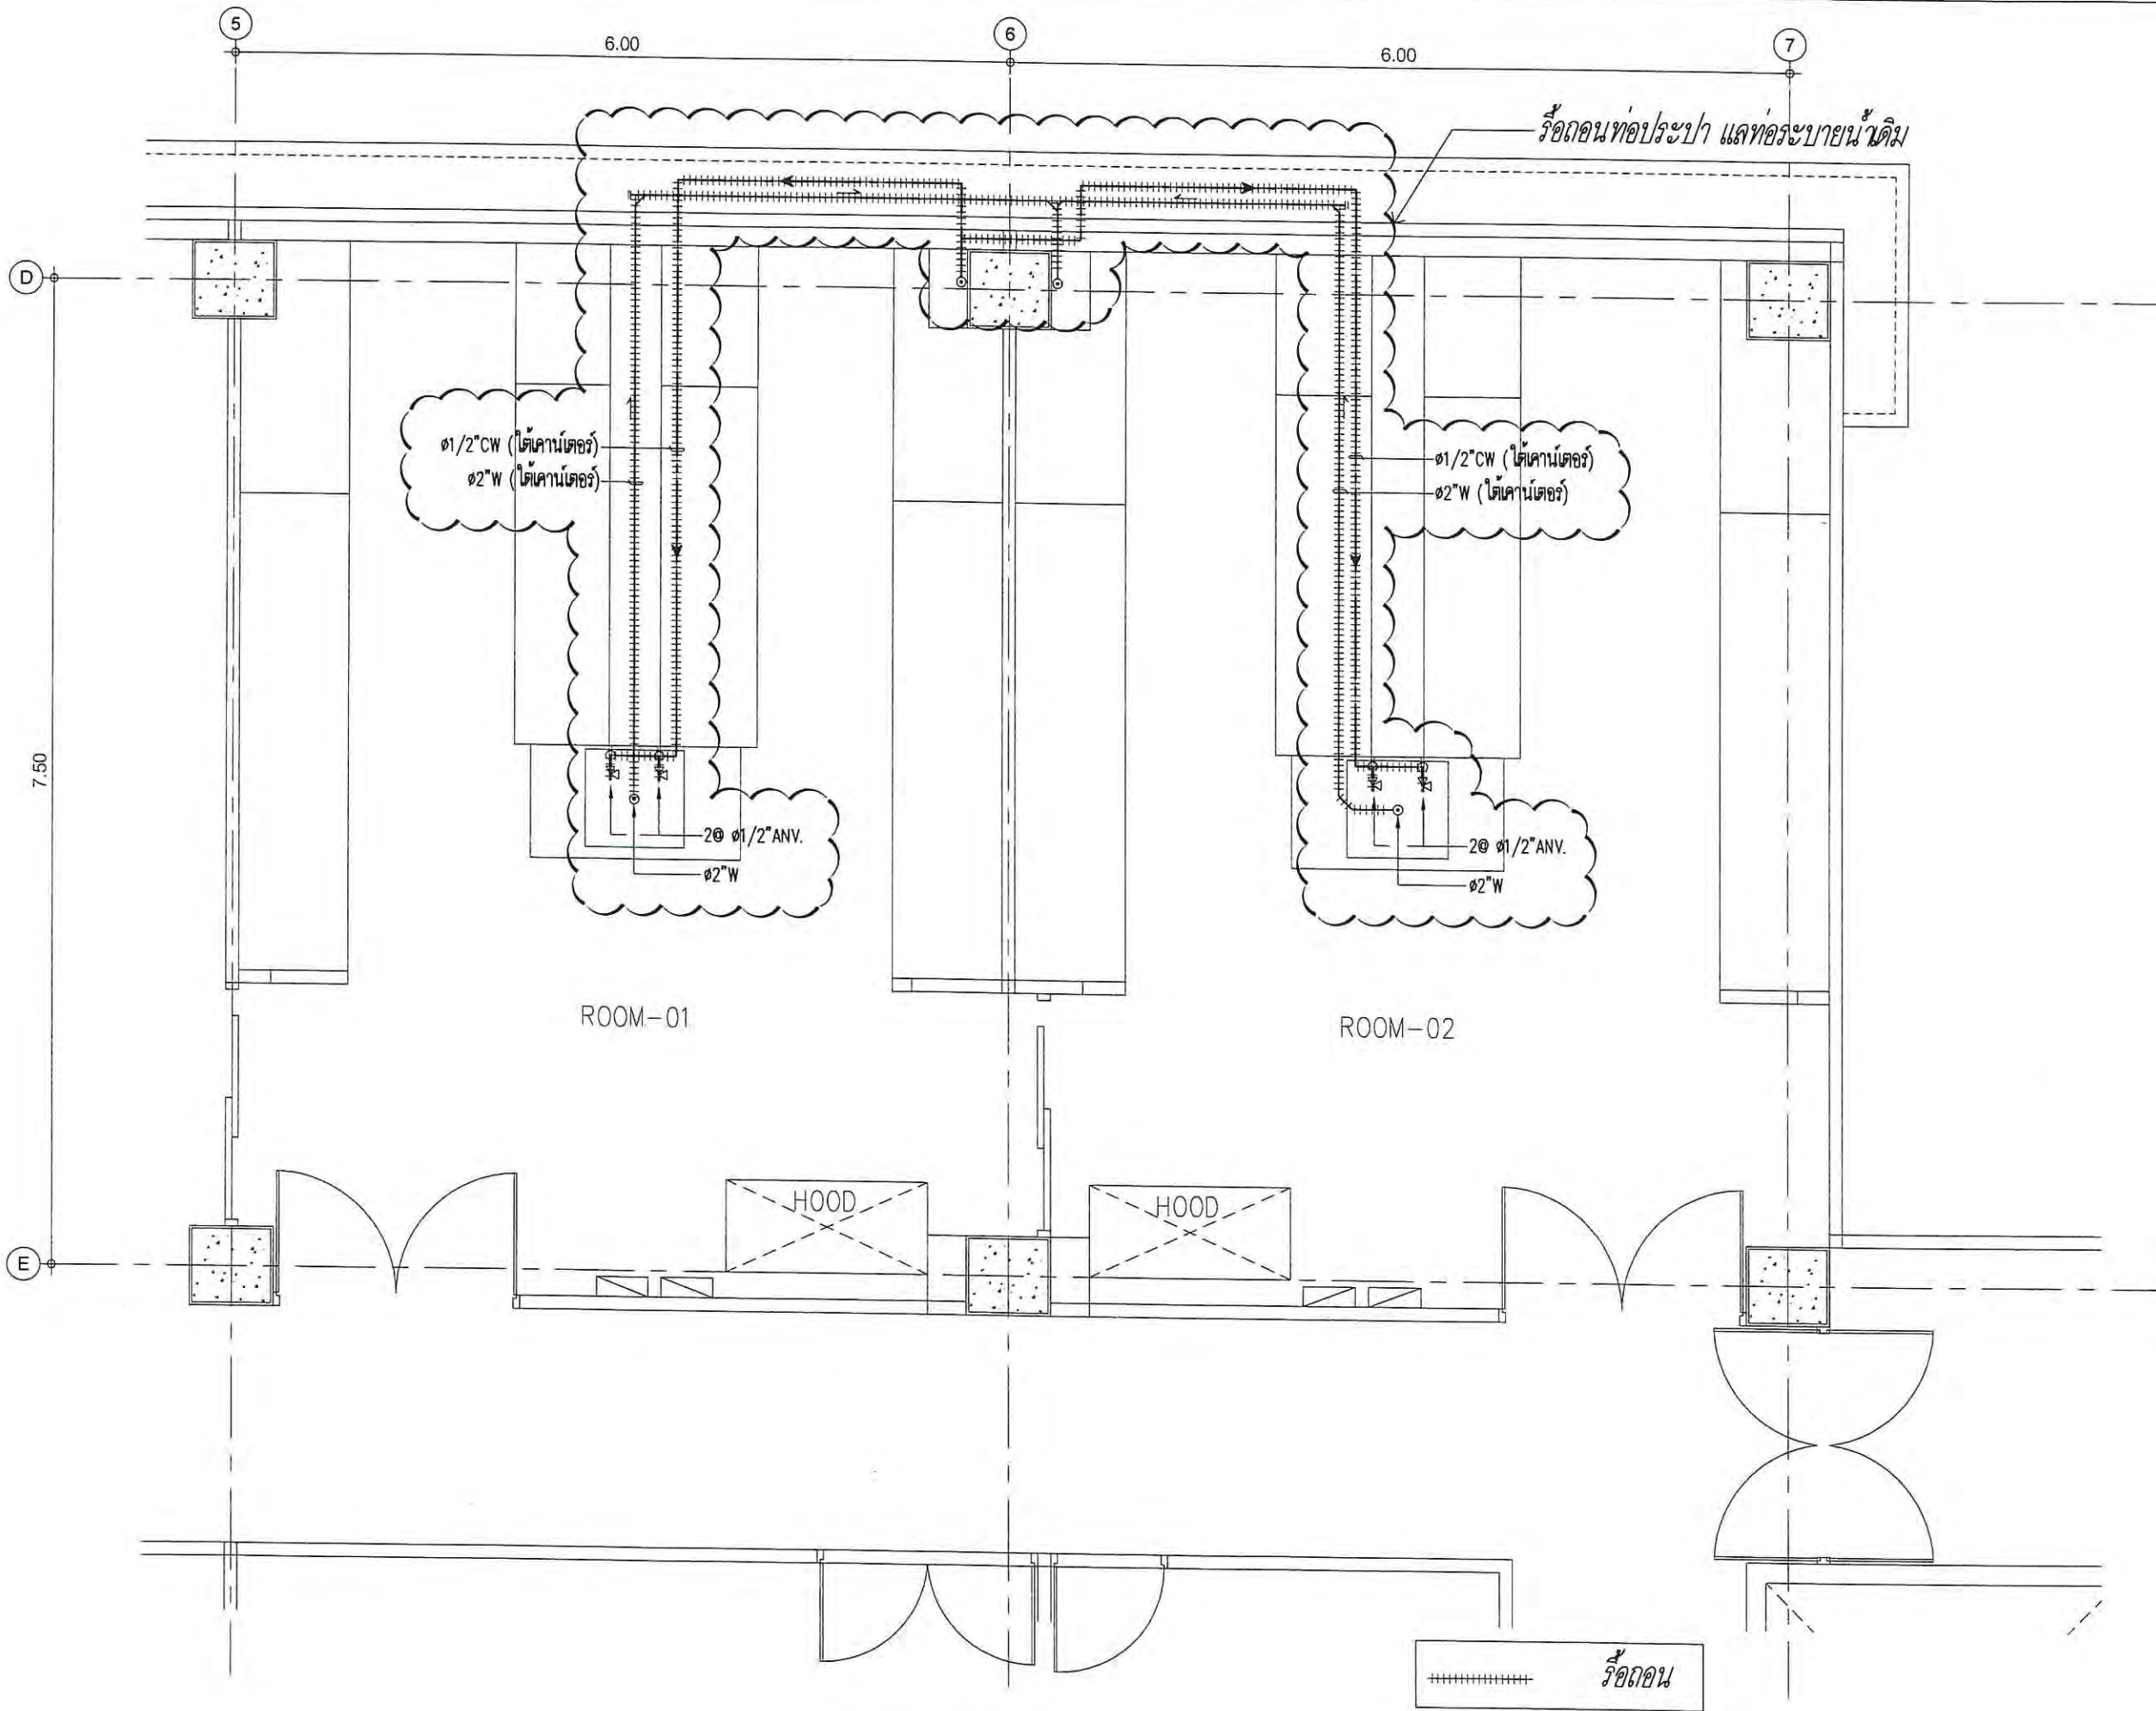 5
6
7
6.00
6.00
รื้อถอนท่อประปา แลท่อระบายน้ำเดิม
D
ø1/2"CW (ใต้เคาน์เตอร์)
ø2"W (ใต้เคาน์เตอร์)
ø1/2"CW (ใต้เคาน์เตอร์)
ø2"W (ใต้เคาน์เตอร์)
7.50
2@ ø1/2"ANV.
ø2"W
2@ ø1/2"ANV.
ø2"W
ROOM-01
ROOM-02
HOOD
HOOD
E
รื้อถอน